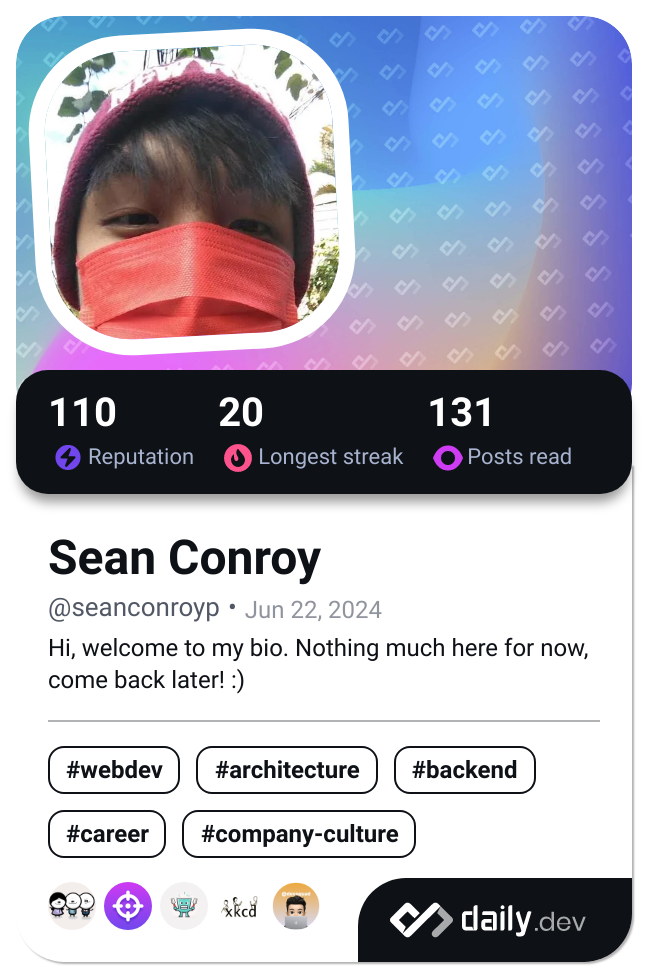 110 20 131
Reputation Longest streak Posts read
Sean Conroy
@seanconroyp • Jun 22, 2024
Hi, welcome to my bio. Nothing much here for now,
come back later! :)
#webdev #architecture #backend
#career #company-culture
xkcd
daily.dev